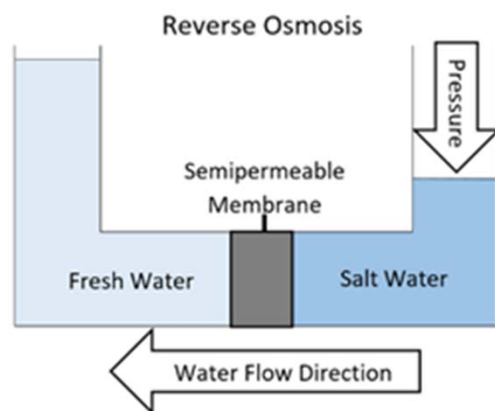 Reverse Osmosis
Pressure
Semipermeable
Membrane
Fresh Water
Salt Water
Water Flow Direction